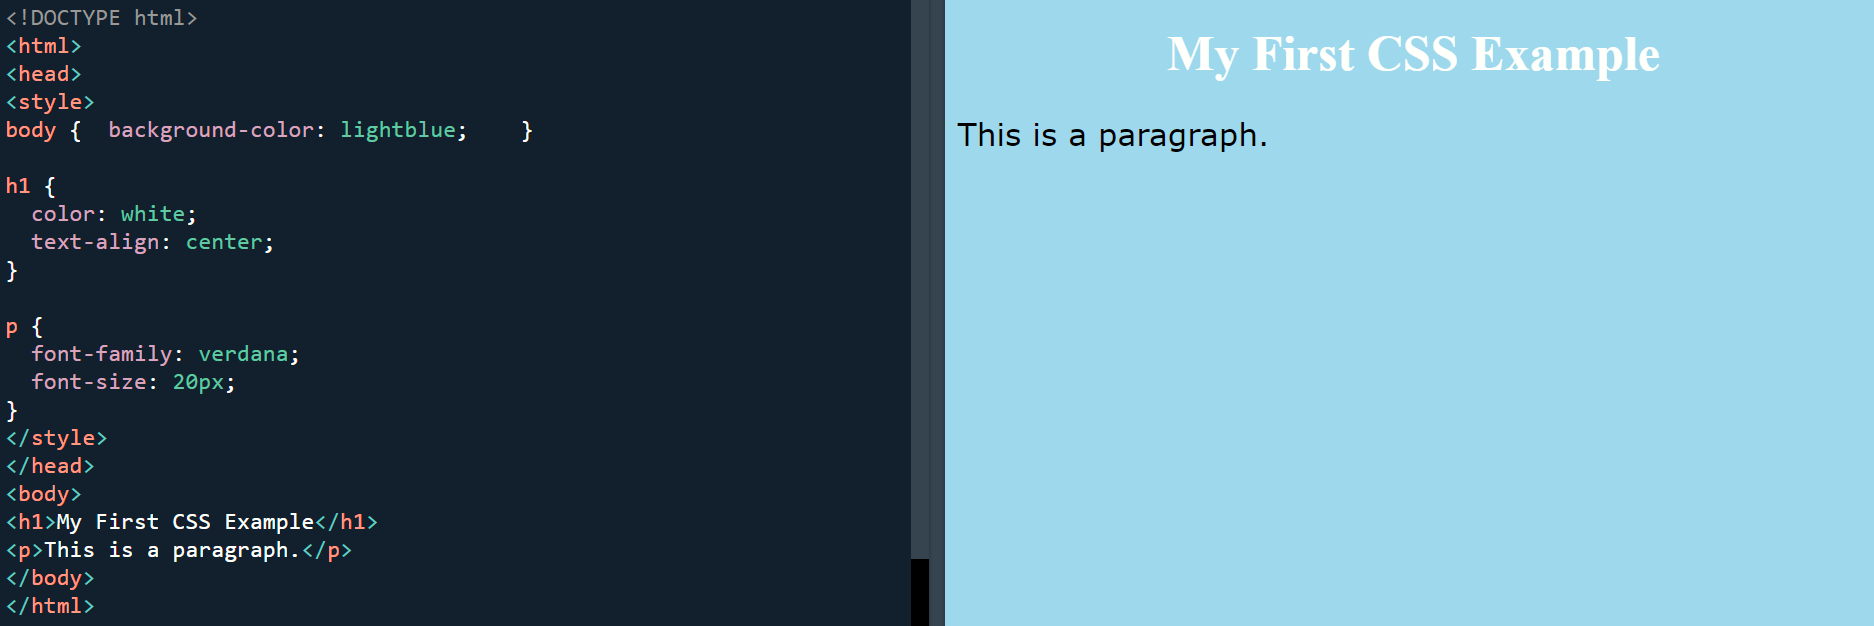 <!DOCTYPE html>
<html>
<head>
<style>
body {  background-color: lightblue;    }

h1 {
  color: white;
  text-align: center;
}

p {
  font-family: verdana;
  font-size: 20px;
}
</style>
</head>
<body>
<h1>My First CSS Example</h1>
<p>This is a paragraph.</p>
</body>
</html>
My First CSS Example
This is a paragraph.